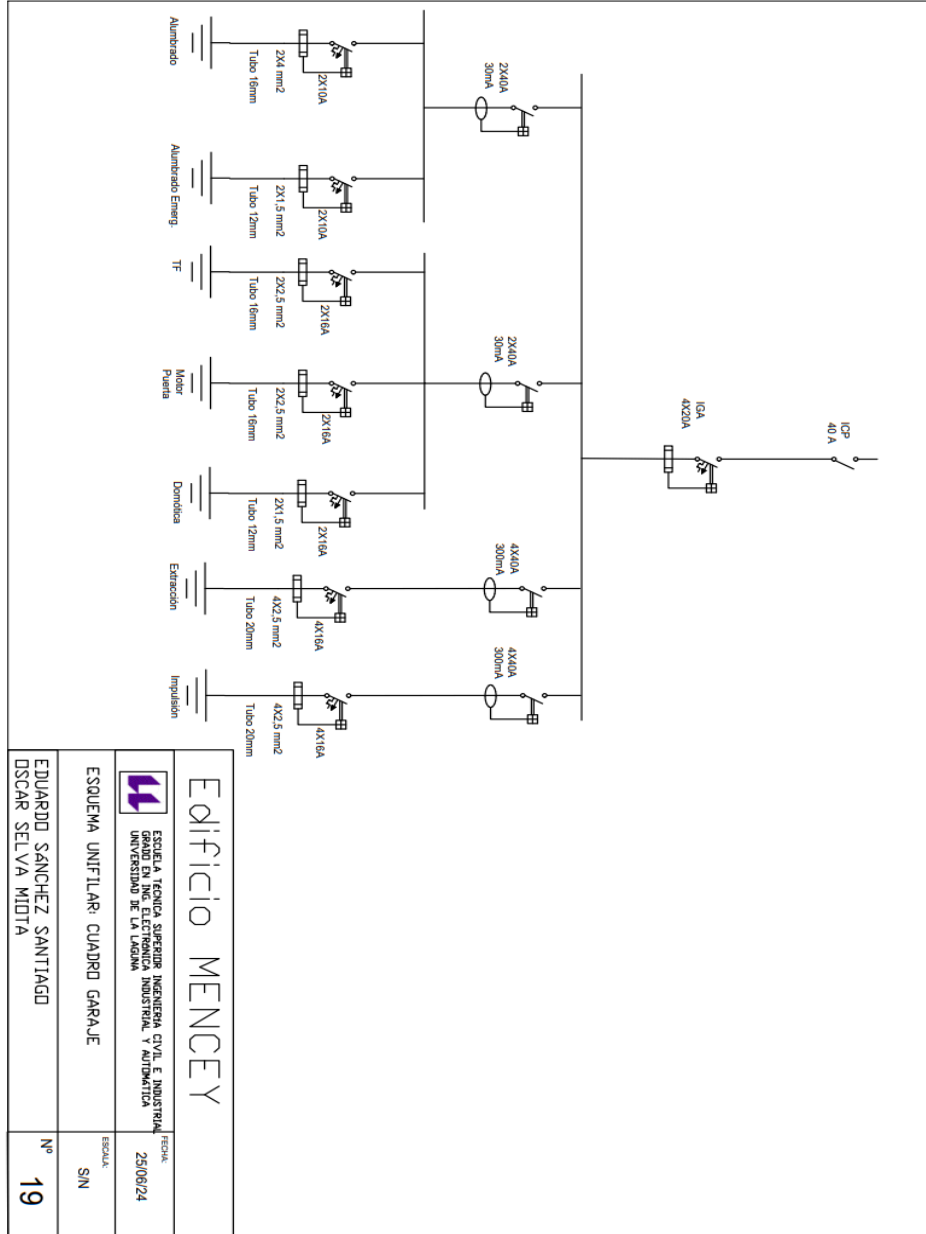 ICP
40 A
IGA
4X20A
2X40A
30mA
2X40A
30mA
4X40A
300mA
4X40A
300mA
2X10A
2X4 mm2
Tubo 16mm
Alumbrado
2X10A
2X1,5 mm2
Tubo 12mm
Alumbrado Emerg.
2X16A
2X2,5 mm2
Tubo 16mm
TF
2X16A
2X2,5 mm2
Tubo 16mm
Motor
Puerta
2X16A
2X1,5 mm2
Tubo 12mm
Domótica
4X16A
4X2,5 mm2
Tubo 20mm
Extracción
4X16A
4X2,5 mm2
Tubo 20mm
Impulsión
Edificio MENCEY
ESCUELA TéCNICA SUPERIOR INGENIERíA CIVIL E INDUSTRIAL
GRADO EN ING. ELECTRóNICA INDUSTRIAL Y AUTOMáTICA
UNIVERSIDAD DE LA LAGUNA
FECHA:
25/06/24
ESQUEMA UNIFILAR: CUADRO GARAJE
ESCALA:
S/N
EDUARDO SáNCHEZ SANTIAGO
OSCAR SELVA MIOTA
Nº
19